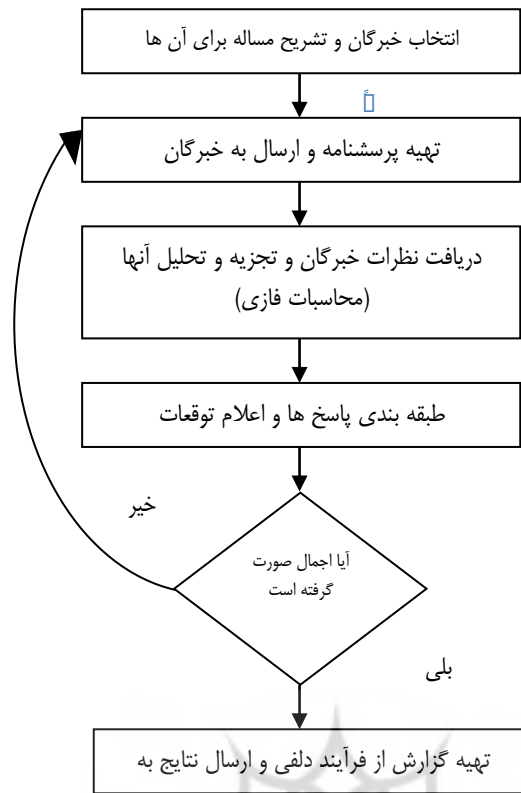 انتخاب خبرگان و تشریح مساله برای آن ها
تهیه پرسشنامه و ارسال به خبرگان
دریافت نظرات خبرگان و تجزیه و تحلیل آنها
(محاسبات فازی)
طبقه بندی پاسخ ها و اعلام توقعات
خیر
آیا اجمال صورت
گرفته است
بلی
تهیه گزارش از فرآیند دلفی و ارسال نتایج به